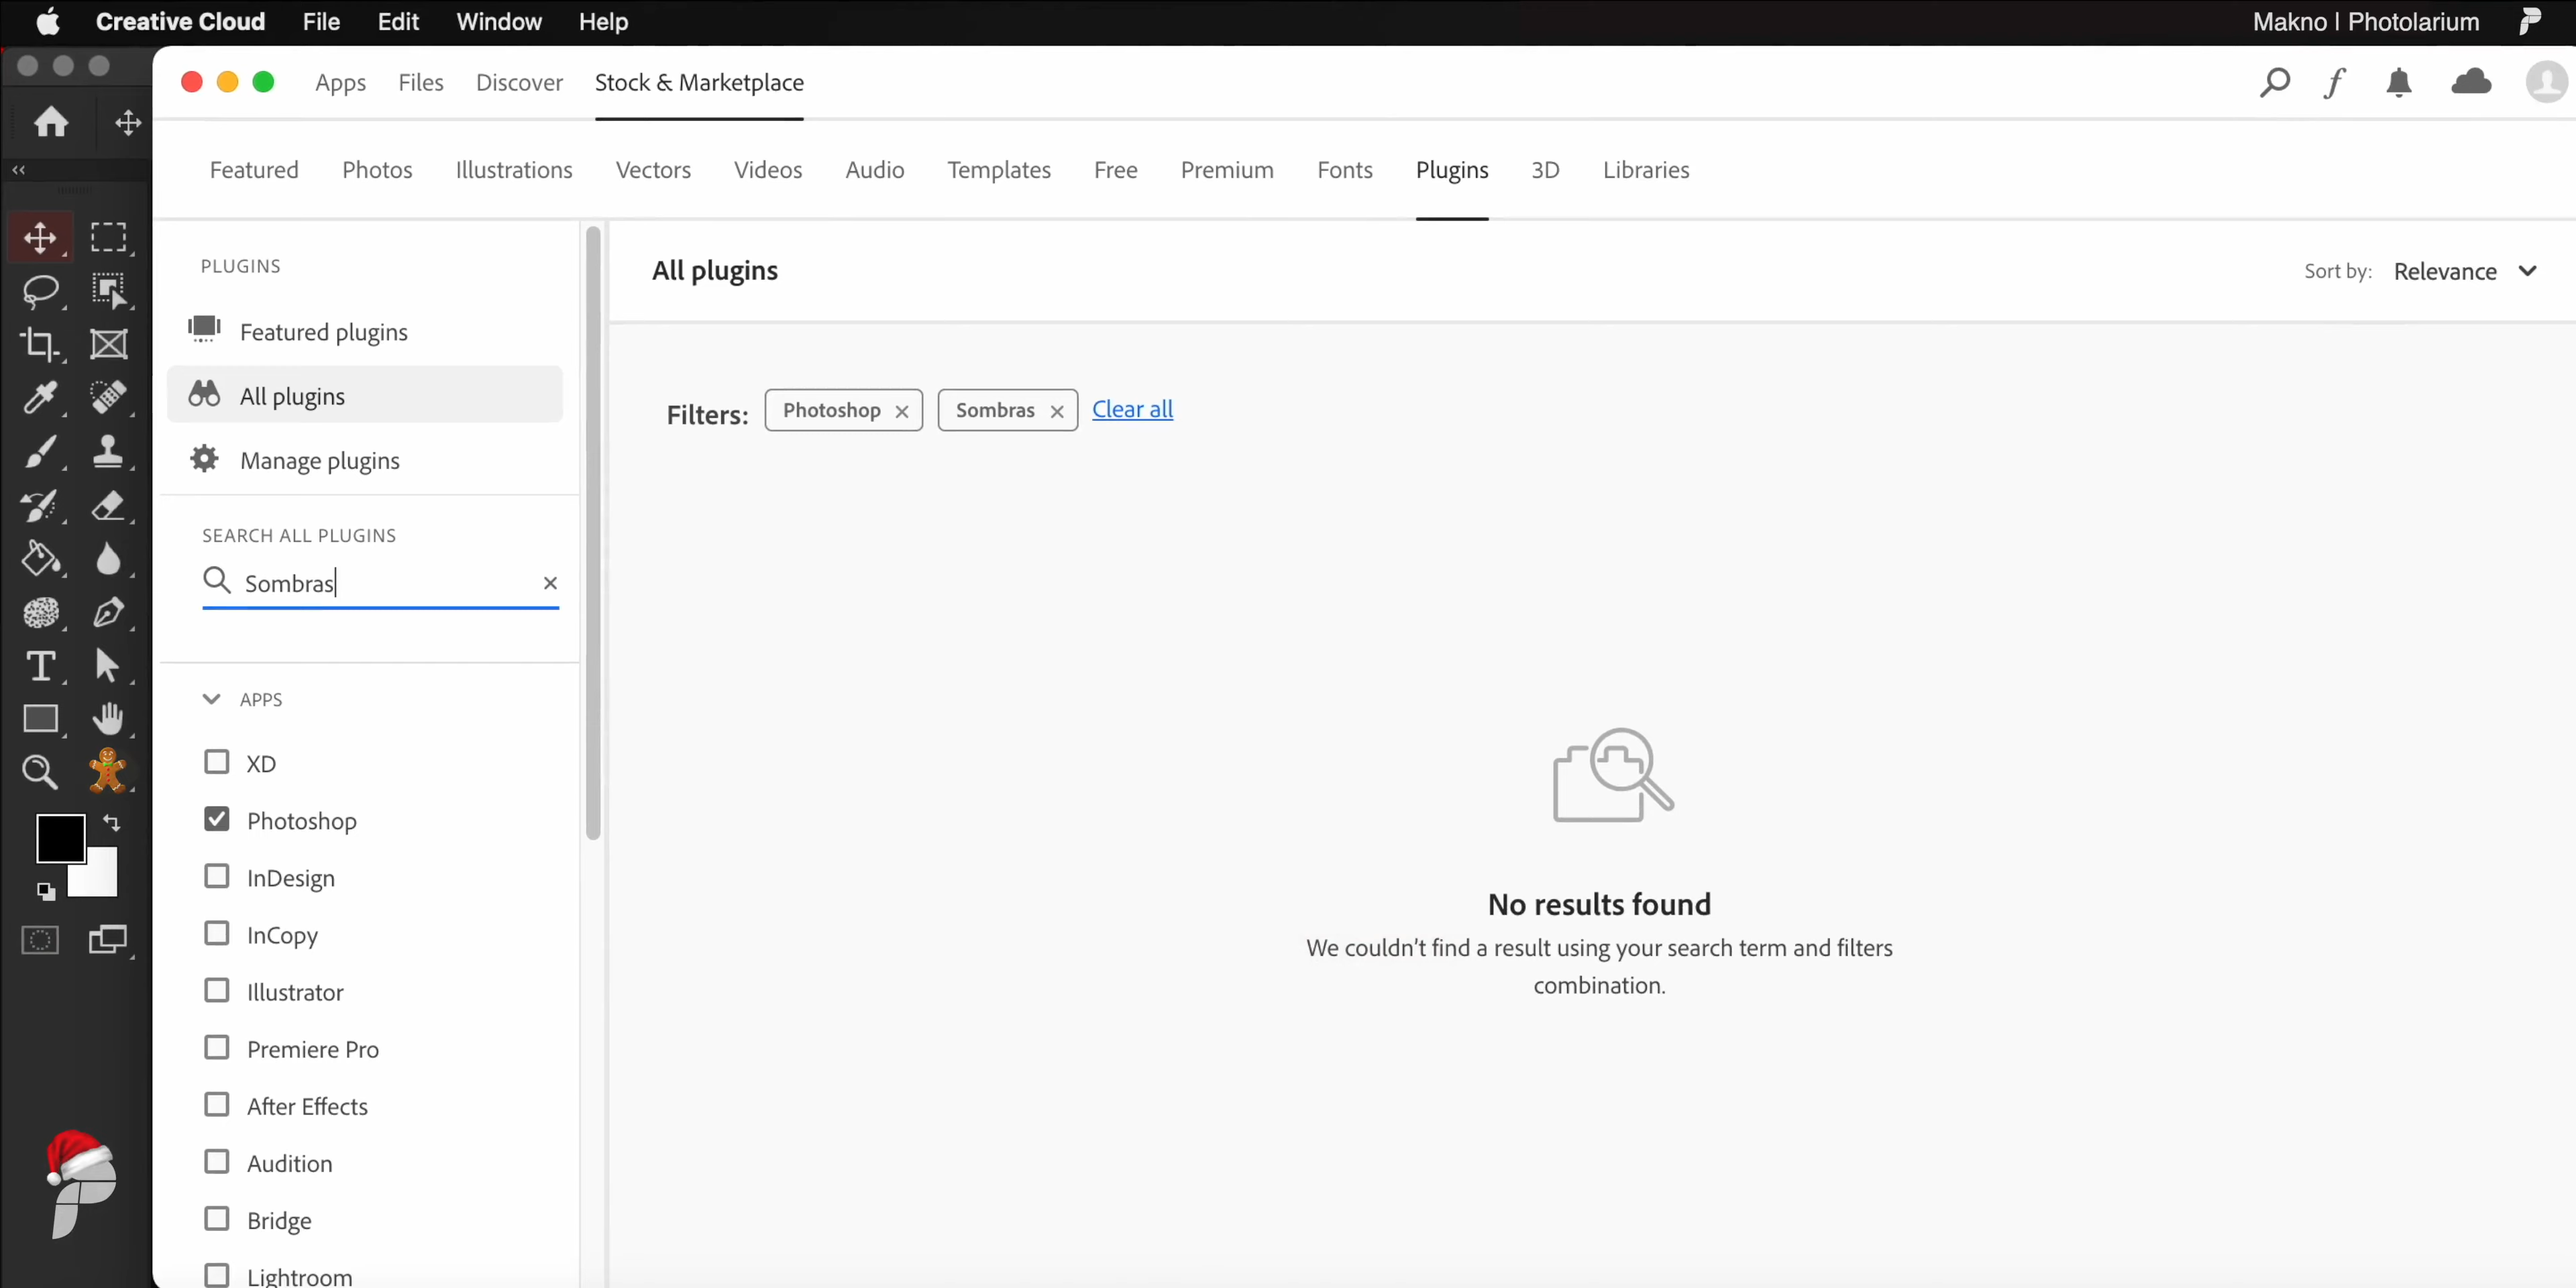 Creative Cloud File Edit Window Help Makno | Photolarium
Apps Files Discover Stock & Marketplace
Featured Photos Illustrations Vectors Videos Audio Templates Free Premium Fonts Plugins 3D Libraries
PLUGINS
Featured plugins
All plugins
Manage plugins
SEARCH ALL PLUGINS
Sombras
APPS
XD
Photoshop
InDesign
InCopy
Illustrator
Premiere Pro
After Effects
Audition
Bridge
Lightroom
All plugins
Sort by: Relevance
Filters: Photoshop Sombras Clear all
No results found
We couldn't find a result using your search term and filters
combination.